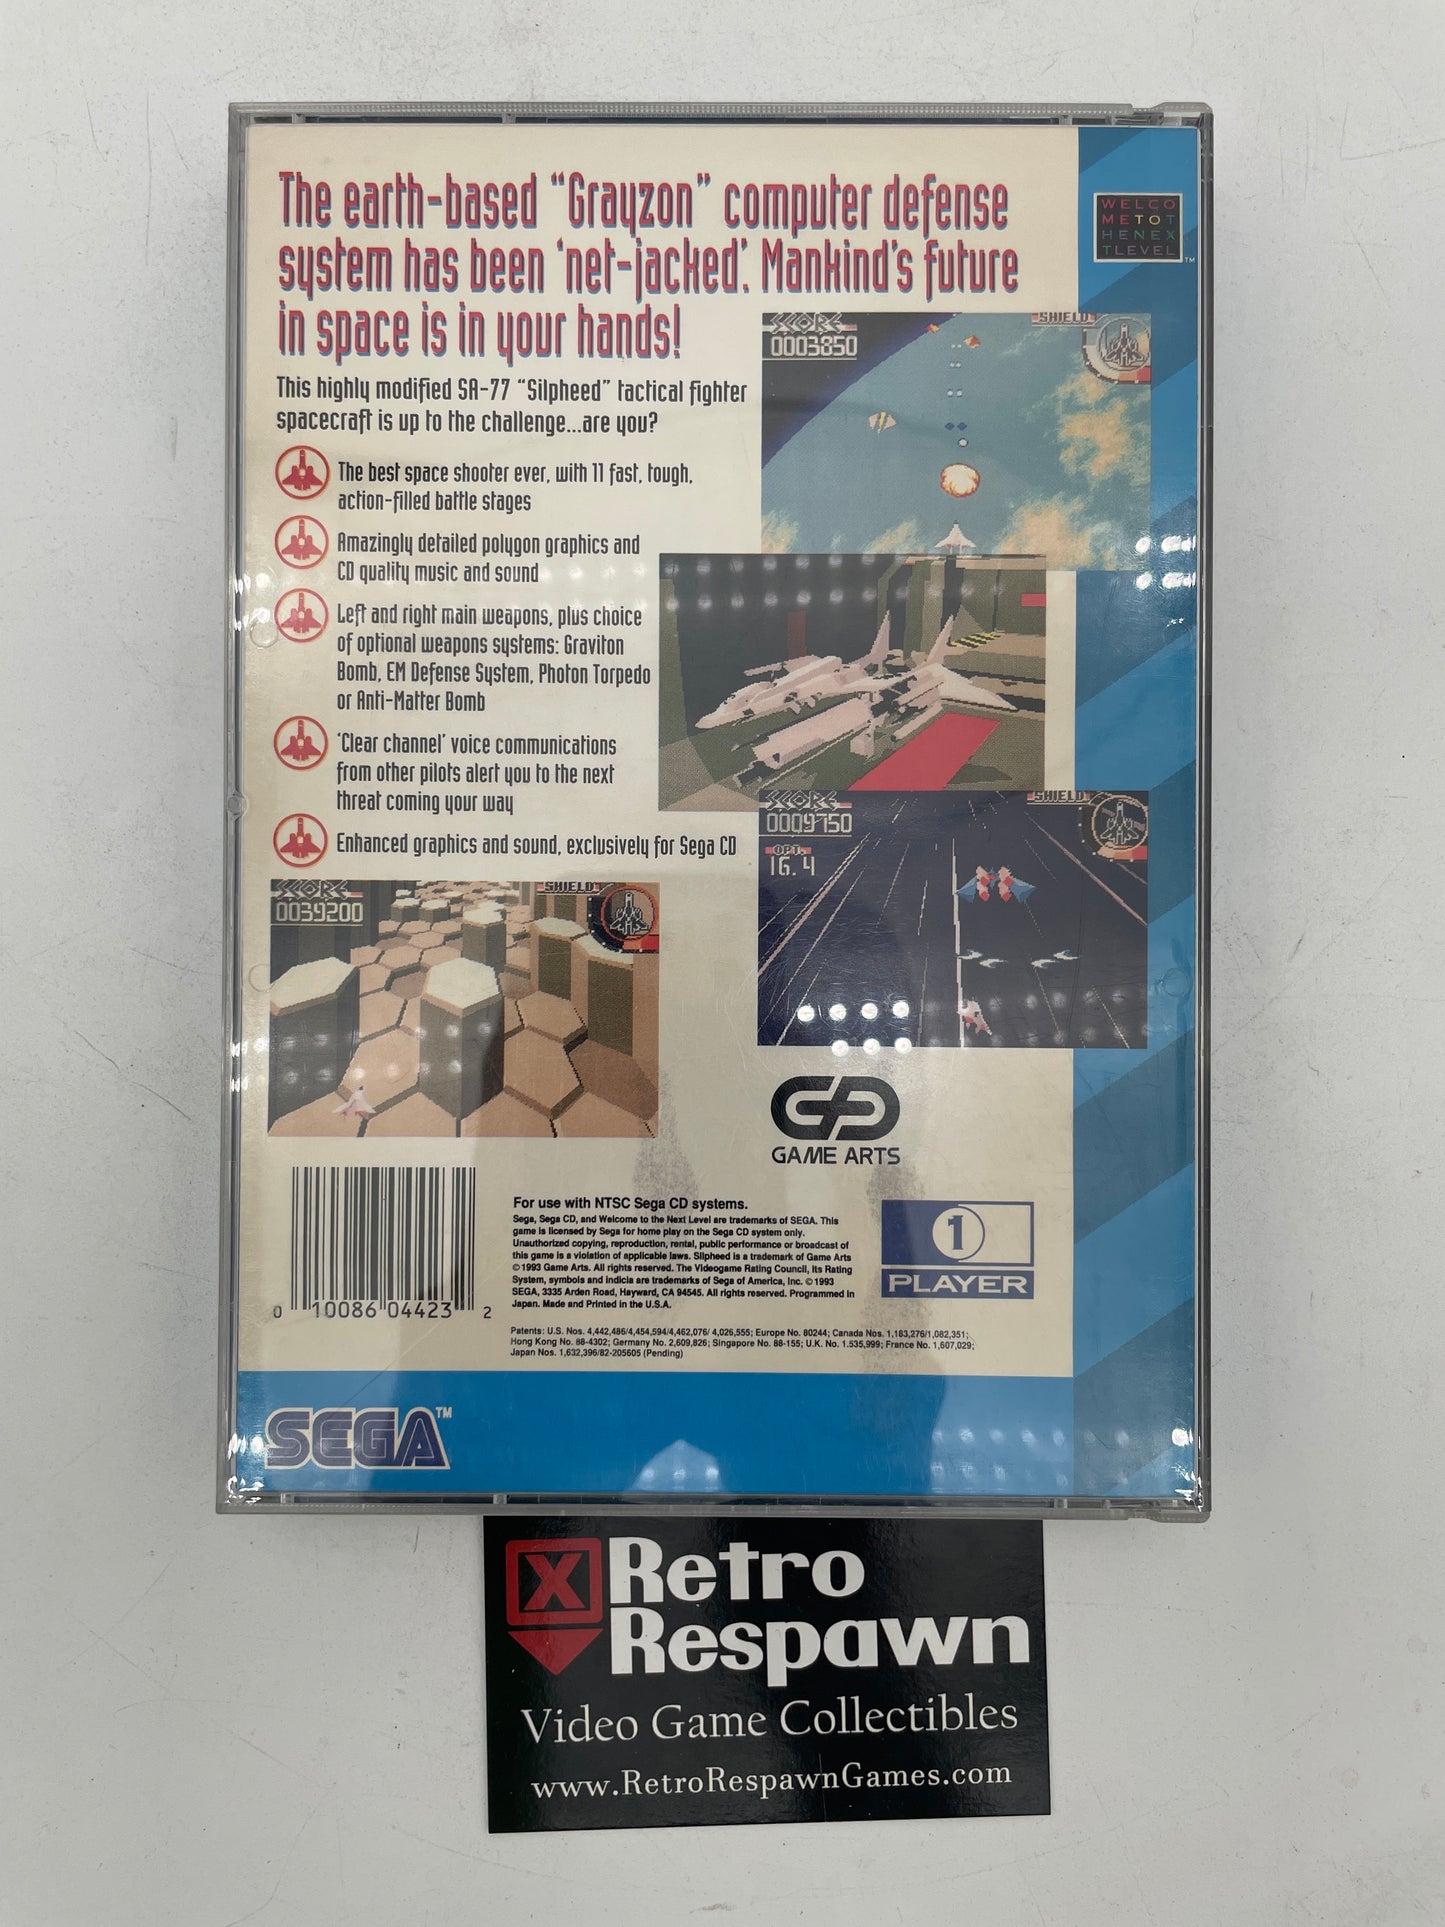 The earth-based "Grayzon" computer defense
system has been 'net-jacked'. Mankind's future
in space is in your hands!
WELCO
METOT
HENEX
TLEVEL
TM
This highly modified SA-77 "Silpheed" tactical fighter
spacecraft is up to the challenge...are you?
The best space shooter ever, with 11 fast, tough,
action-filled battle stages
Amazingly detailed polygon graphics and
CD quality music and sound
Left and right main weapons, plus choice
of optional weapons systems: Graviton
Bomb, EM Defense System, Photon Torpedo
or Anti-Matter Bomb
'Clear channel' voice communications
from other pilots alert you to the next
threat coming your way
Enhanced graphics and sound, exclusively for Sega CD
SCORE
0003850
SHIELD
SCORE
0009750
OPT.
16.4
SHIELD
SCORE
0039200
SHIELD
GAME ARTS
0 10086 04423 2
For use with NTSC Sega CD systems.
Sega, Sega CD, and Welcome to the Next Level are trademarks of SEGA. This
game is licensed by Sega for home play on the Sega CD system only.
Unauthorized copying, reproduction, rental, public performance or broadcast of
this game is a violation of applicable laws. Silpheed is a trademark of Game Arts
© 1993 Game Arts. All rights reserved. The Videogame Rating Council, Its Rating
System, symbols and indicia are trademarks of Sega of America, Inc. © 1993
SEGA, 3335 Arden Road, Hayward, CA 94545. All rights reserved. Programmed in
Japan. Made and Printed in the U.S.A.
Patents: U.S. Nos. 4,442,486/4,454,594/4,462,076/ 4,026,555; Europe No. 80244; Canada Nos. 1,183,276/1,082,351;
Hong Kong No. 88-4302; Germany No. 2,609,826; Singapore No. 88-155; U.K. No. 1.535,999; France No. 1,607,029;
Japan Nos. 1,632,396/82-205605 (Pending)
1
PLAYER
SEGA™
X
Retro
Respawn
Video Game Collectibles
www.RetroRespawnGames.com